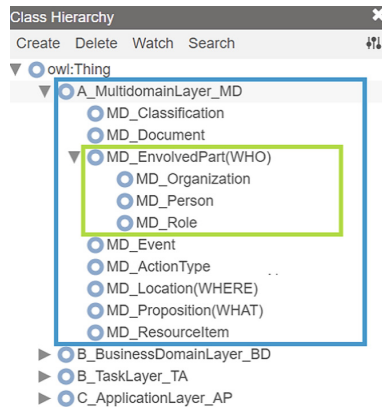 Class Hierarchy
Create Delete Watch Search
owl:Thing
A_MultidomainLayer_MD
MD_Classification
MD_Document
MD_EnvolvedPart(WHO)
MD_Organization
MD_Person
MD_Role
MD_Event
MD_ActionType
MD_Location(WHERE)
MD_Proposition(WHAT)
MD_ResourceItem
B_BusinessDomainLayer_BD
B_TaskLayer_TA
C_ApplicationLayer_AP